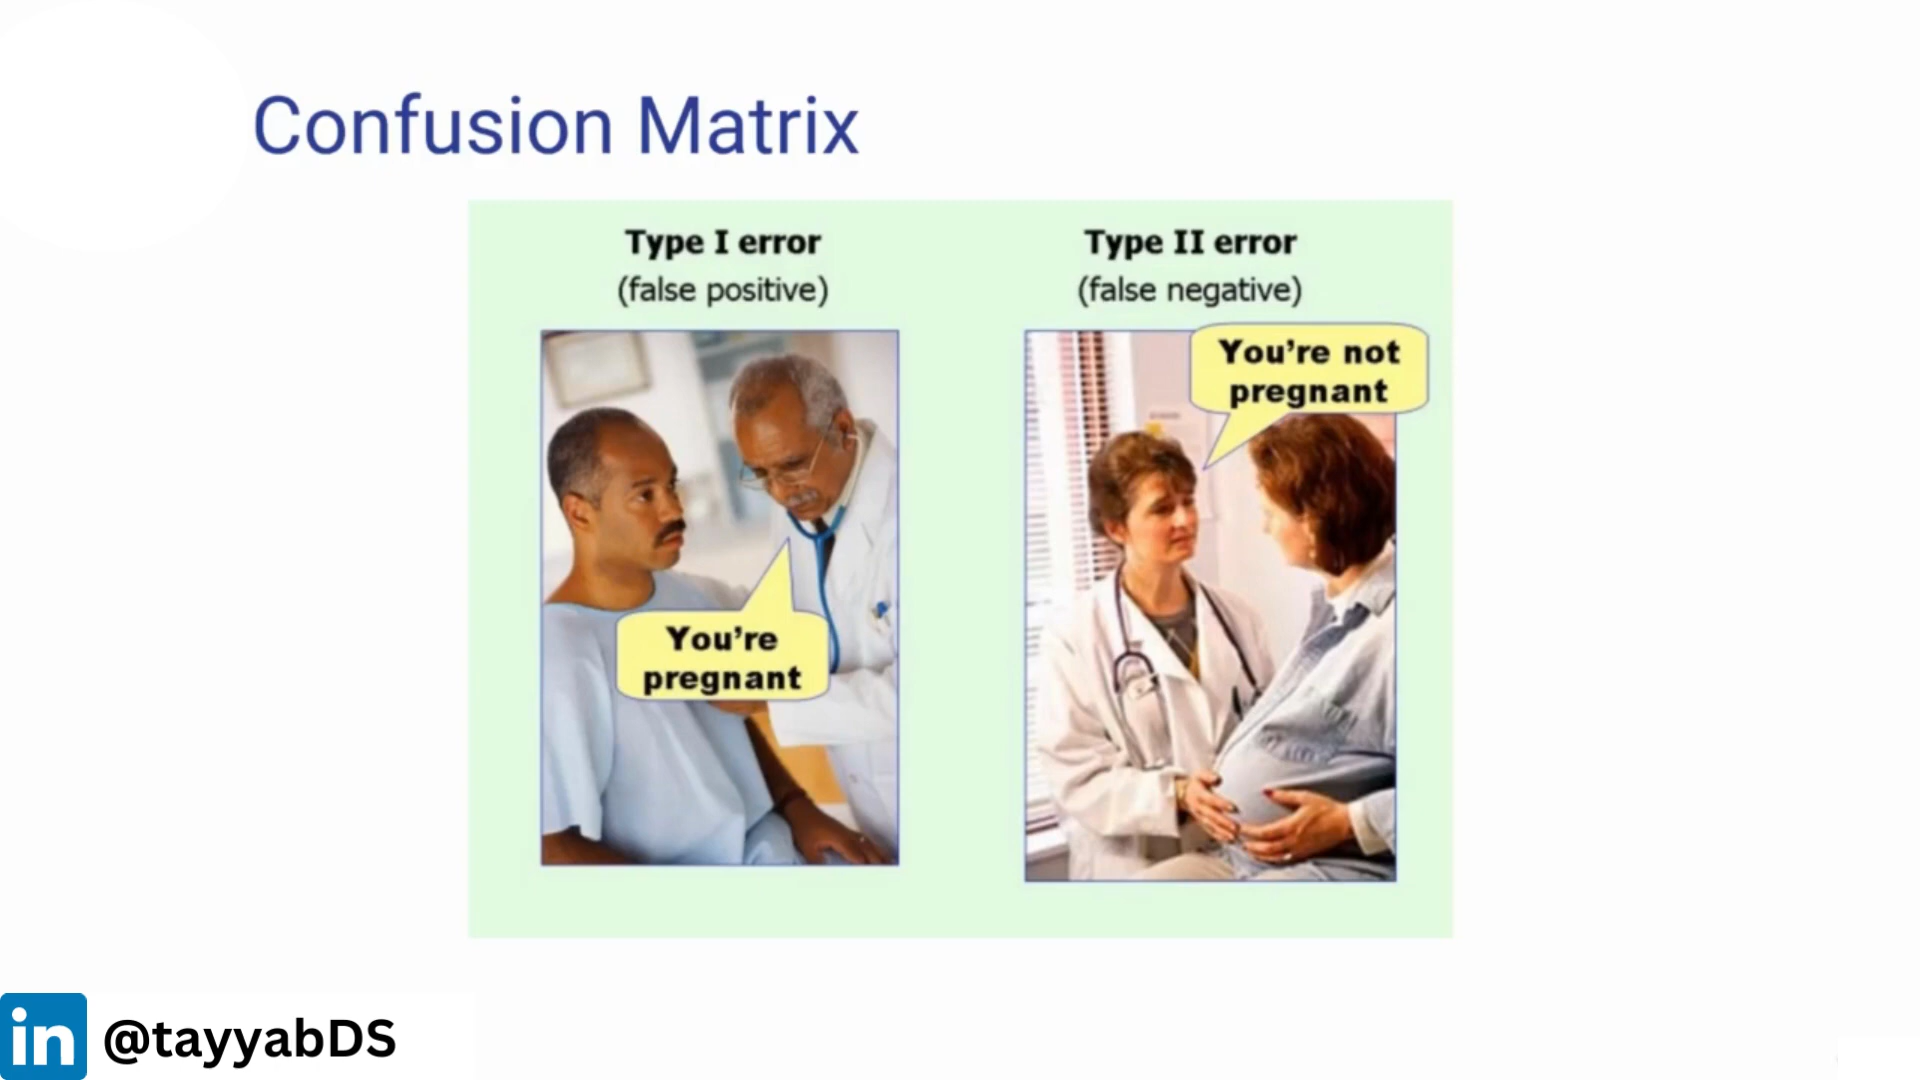 Confusion Matrix
Type I error
(false positive)
You're
pregnant
Type II error
(false negative)
You're not
pregnant
in @tayyabDS